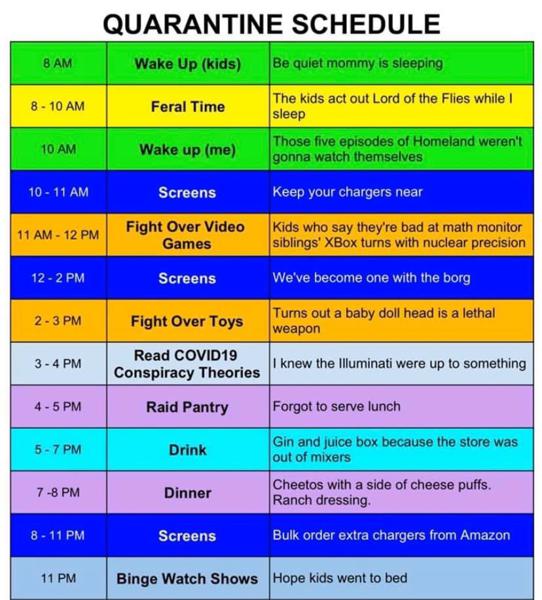 QUARANTINE SCHEDULE
8 AM Wake Up (kids) Be quiet mommy is sleeping
8 - 10 AM Feral Time The kids act out Lord of the Flies while I
sleep
10 AM Wake up (me) Those five episodes of Homeland weren't
gonna watch themselves
10 - 11 AM Screens Keep your chargers near
11 AM - 12 PM Fight Over Video
Games Kids who say they're bad at math monitor
siblings' XBox turns with nuclear precision
12 - 2 PM Screens We've become one with the borg
2 - 3 PM Fight Over Toys Turns out a baby doll head is a lethal
weapon
3 - 4 PM Read COVID19
Conspiracy Theories I knew the Illuminati were up to something
4 - 5 PM Raid Pantry Forgot to serve lunch
5 - 7 PM Drink Gin and juice box because the store was
out of mixers
7 -8 PM Dinner Cheetos with a side of cheese puffs.
Ranch dressing.
8 - 11 PM Screens Bulk order extra chargers from Amazon
11 PM Binge Watch Shows Hope kids went to bed